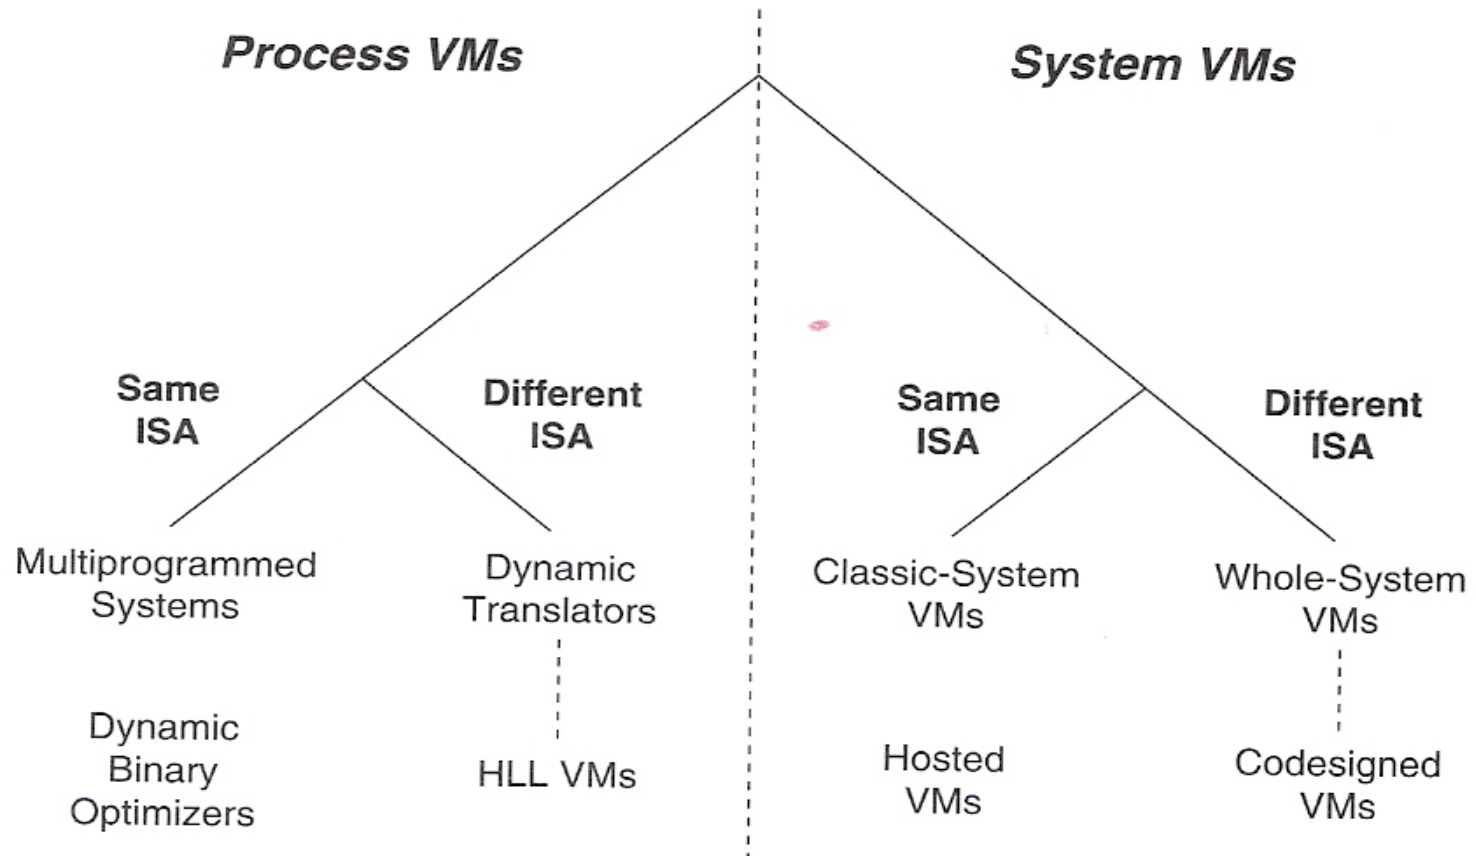 Process VMs
System VMs
Same
ISA
Different
ISA
Same
ISA
Different
ISA
Multiprogrammed
Systems
Dynamic
Translators
Classic-System
VMs
Whole-System
VMs
Dynamic
Binary
Optimizers
HLL VMs
Hosted
VMs
Codesigned
VMs